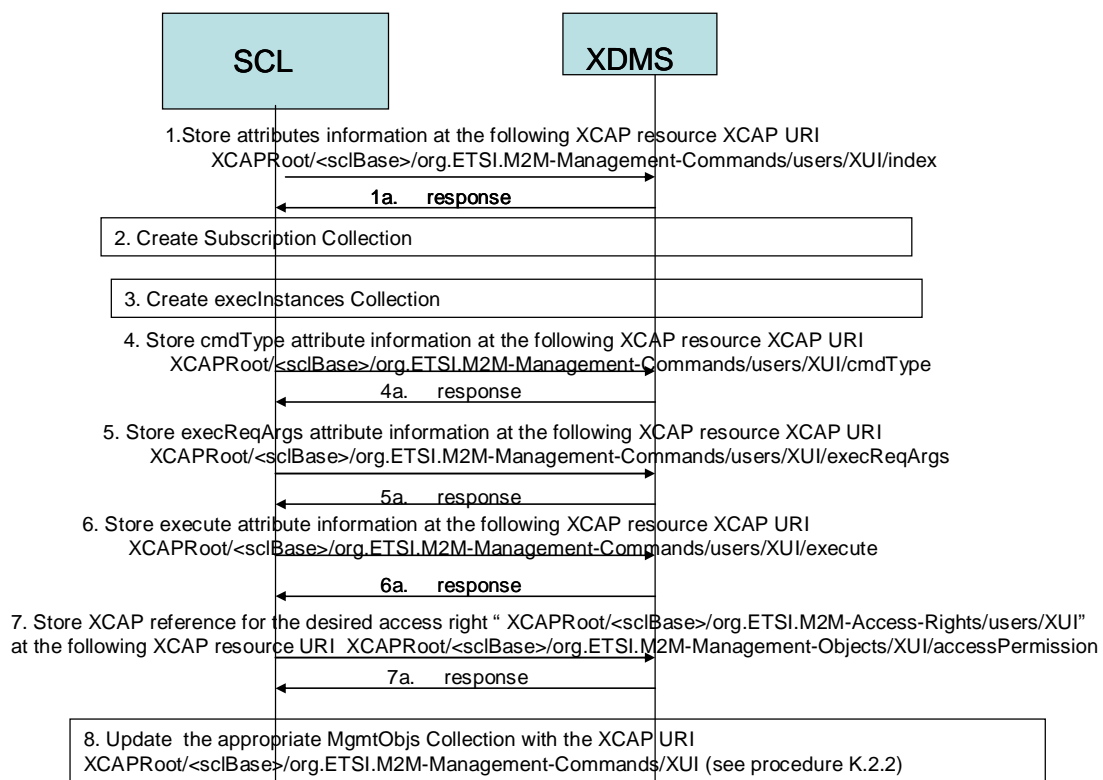 SCL
XDMS
1.Store attributes information at the following XCAP resource XCAP URI
XCAPRoot/<sclBase>/org.ETSI.M2M-Management-Commands/users/XUI/index
1a. response
2. Create Subscription Collection
3. Create execInstances Collection
4. Store cmdType attribute information at the following XCAP resource XCAP URI
XCAPRoot/<sclBase>/org.ETSI.M2M-Management-Commands/users/XUI/cmdType
4a. response
5. Store execReqArgs attribute information at the following XCAP resource XCAP URI
XCAPRoot/<sclBase>/org.ETSI.M2M-Management-Commands/users/XUI/execReqArgs
5a. response
6. Store execute attribute information at the following XCAP resource XCAP URI
XCAPRoot/<sclBase>/org.ETSI.M2M-Management-Commands/users/XUI/execute
6a. response
7. Store XCAP reference for the desired access right “ XCAPRoot/<sclBase>/org.ETSI.M2M-Access-Rights/users/XUI”
at the following XCAP resource URI XCAPRoot/<sclBase>/org.ETSI.M2M-Management-Objects/XUI/accessPermission
7a. response
8. Update the appropriate MgmtObjs Collection with the XCAP URI
XCAPRoot/<sclBase>/org.ETSI.M2M-Management-Commands/XUI (see procedure K.2.2)